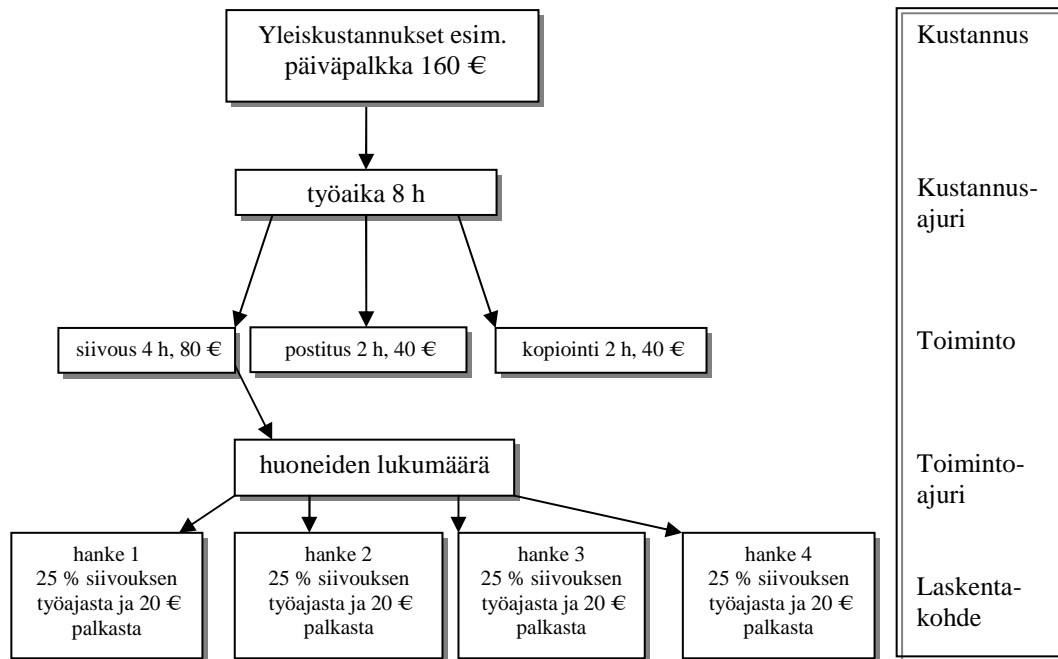 Yleiskustannukset esim.
päiväpalkka 160 €
Kustannus
työaika 8 h
Kustannus-
ajuri
siivous 4 h, 80 €
postitus 2 h, 40 €
kopiointi 2 h, 40 €
Toiminto
huoneiden lukumäärä
Toiminto-
ajuri
hanke 1
25 % siivouksen
työajasta ja 20 €
palkasta
hanke 2
25 % siivouksen
työajasta ja 20 €
palkasta
hanke 3
25 % siivouksen
työajasta ja 20 €
palkasta
hanke 4
25 % siivouksen
työajasta ja 20 €
palkasta
Laskenta-
kohde